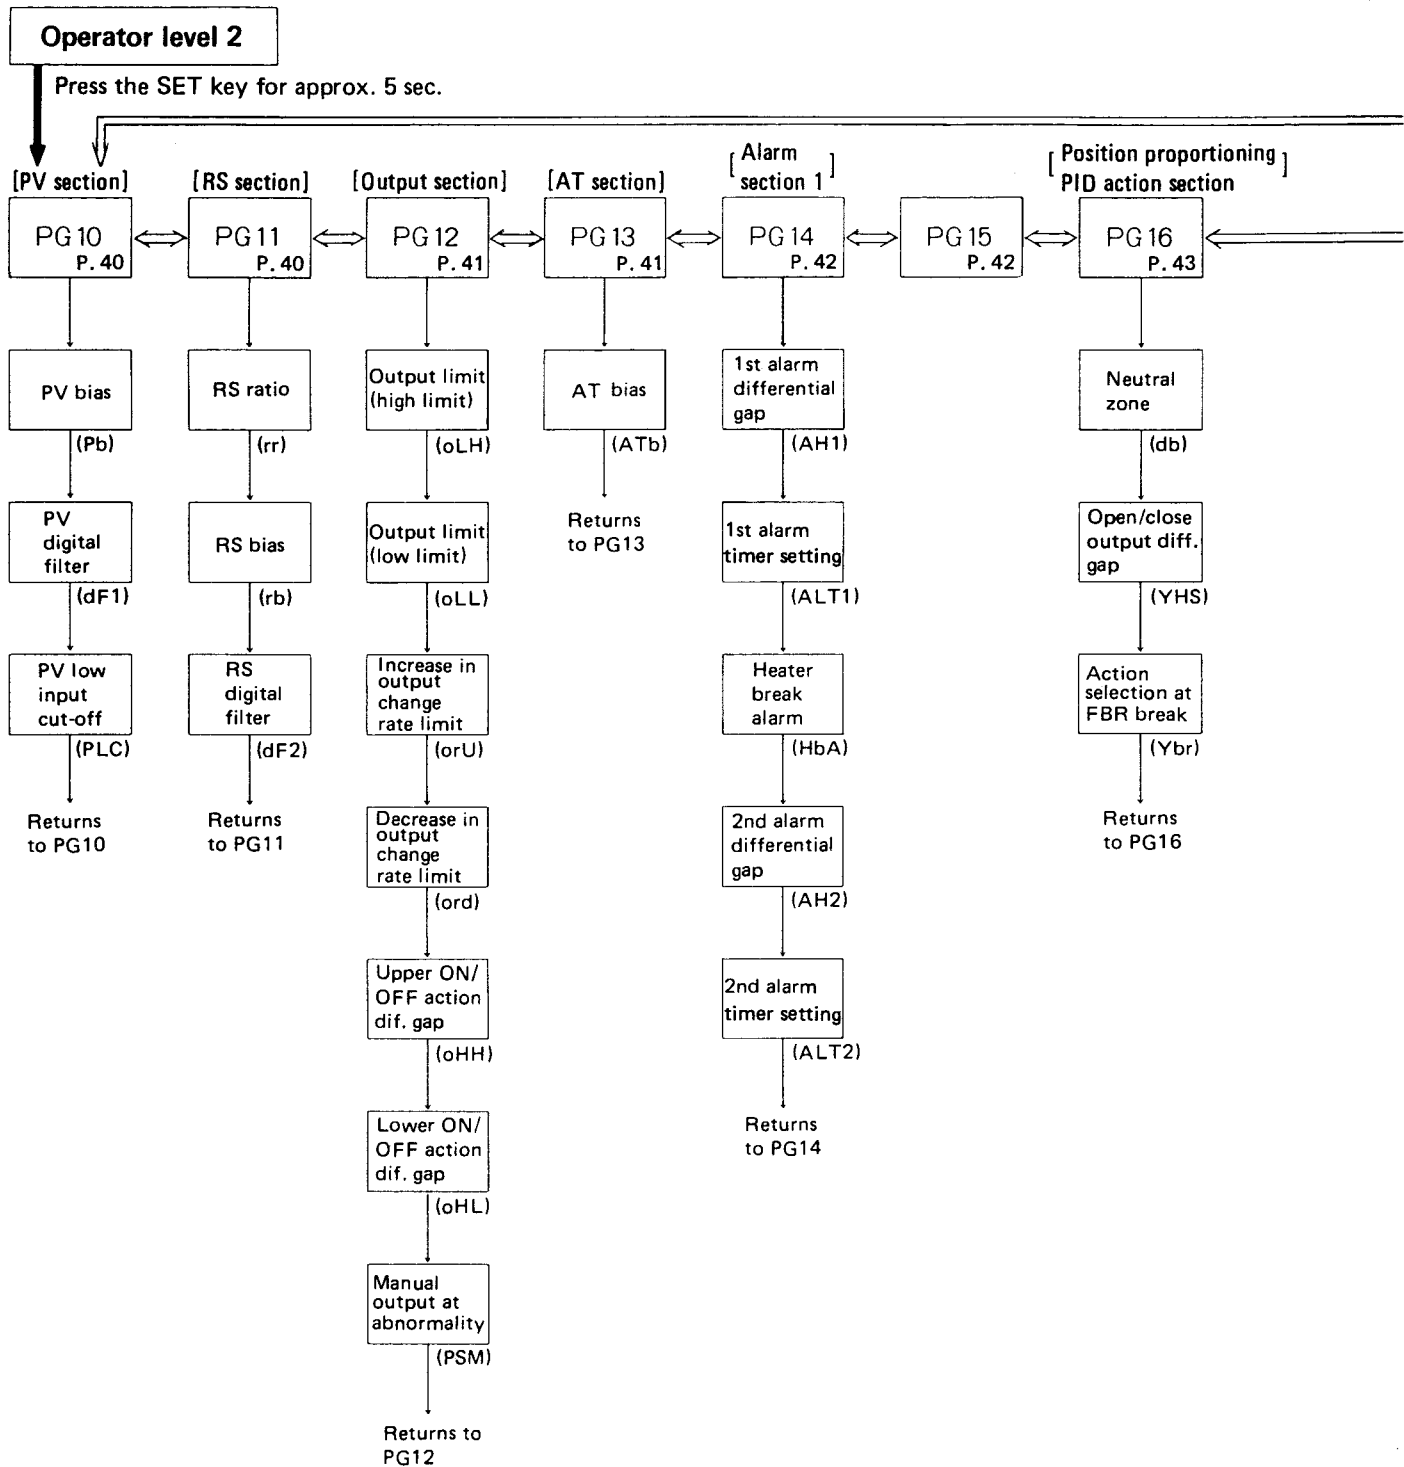 Operator level 2
Press the SET key for approx. 5 sec.
[PV section]
[RS section]
[Output section]
[AT section]
[Alarm
section 1]
[Position proportioning
PID action section]
PG10
P. 40
PG11
P. 40
PG12
P. 41
PG13
P. 41
PG14
P. 42
PG15
P. 42
PG16
P. 43
PV bias
(Pb)
PV
digital
filter
(dF1)
PV low
input
cut-off
(PLC)
Returns
to PG10
RS ratio
(rr)
RS bias
(rb)
RS
digital
filter
(dF2)
Returns
to PG11
Output limit
(high limit)
(oLH)
Output limit
(low limit)
(oLL)
Increase in
output
change
rate limit
(orU)
Decrease in
output
change
rate limit
(ord)
Upper ON/
OFF action
dif. gap
(oHH)
Lower ON/
OFF action
dif. gap
(oHL)
Manual
output at
abnormality
(PSM)
Returns to
PG12
AT bias
(ATb)
Returns
to PG13
1st alarm
differential
gap
(AH1)
1st alarm
timer setting
(ALT1)
Heater
break
alarm
(HbA)
2nd alarm
differential
gap
(AH2)
2nd alarm
timer setting
(ALT2)
Returns
to PG14
Neutral
zone
(db)
Open/close
output diff.
gap
(YHS)
Action
selection at
FBR break
(Ybr)
Returns
to PG16